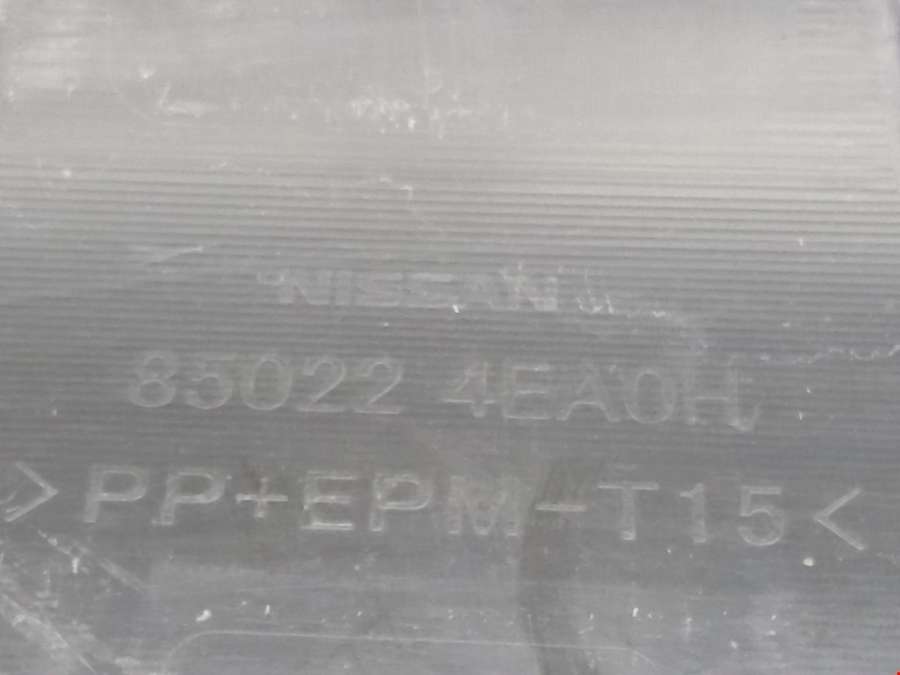 NISSAN
85022 4EA0H
>PP+EPM-T15<